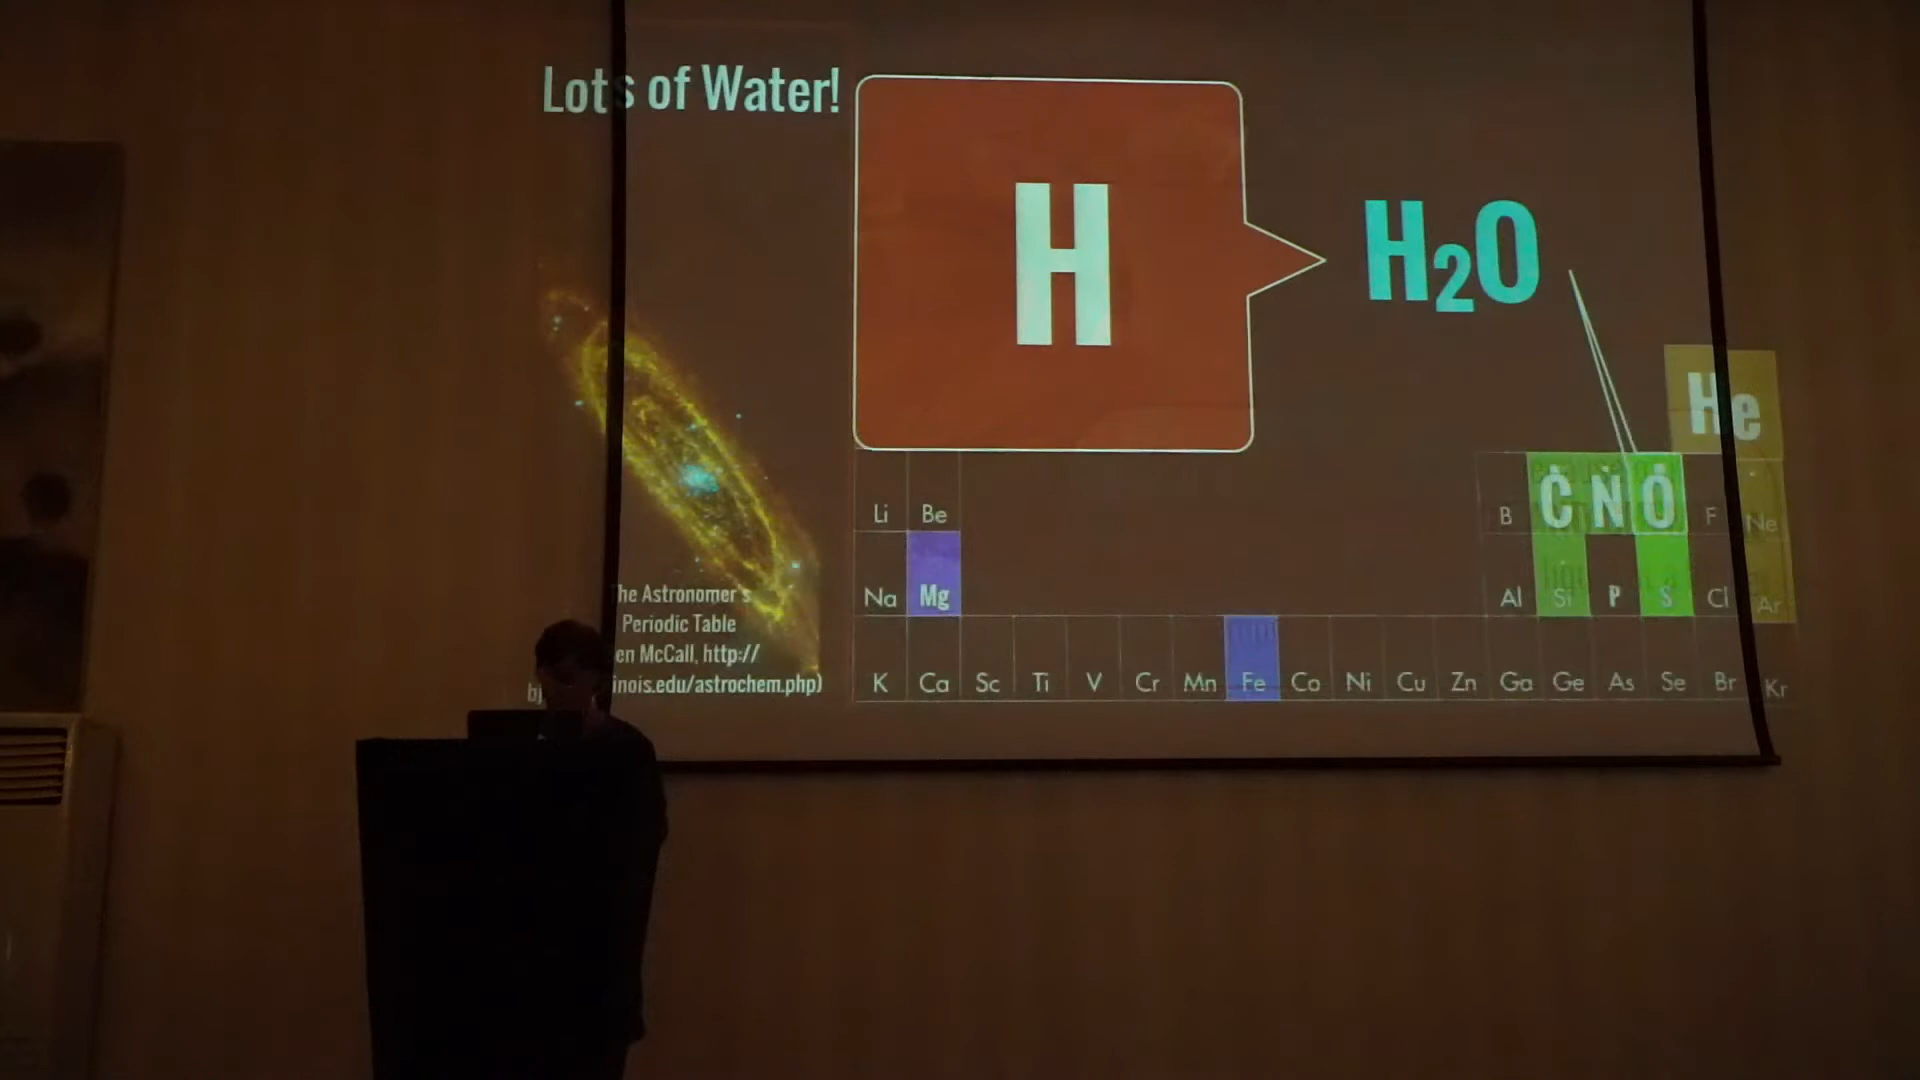 Lots of Water!
H
H2O
He
Li Be B C N O F Ne
Na Mg Al Si P S Cl Ar
K Ca Sc Ti V Cr Mn Fe Co Ni Cu Zn Ga Ge As Se Br Kr
he Astronomer's
Periodic Table
en McCall, http://
bj inois.edu/astrochem.php)